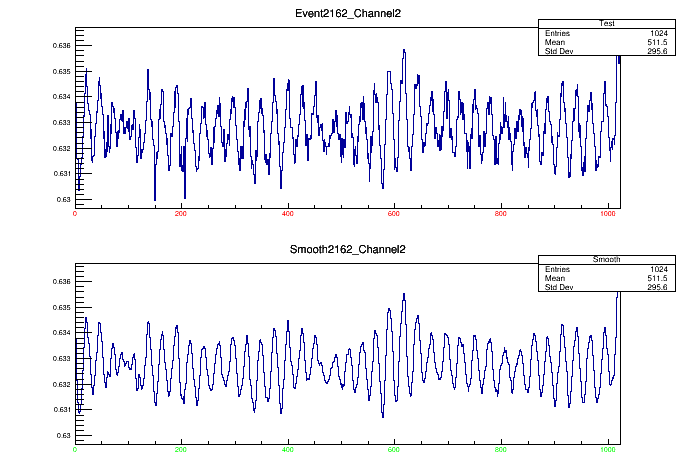 Event2162_Channel2
Test
Entries 1024
Mean 511.5
Std Dev 295.6
0.636
0.635
0.634
0.633
0.632
0.631
0.63
0 200 400 600 800 1000
Smooth2162_Channel2
Smooth
Entries 1024
Mean 511.5
Std Dev 295.6
0.636
0.635
0.634
0.633
0.632
0.631
0.63
0 200 400 600 800 1000